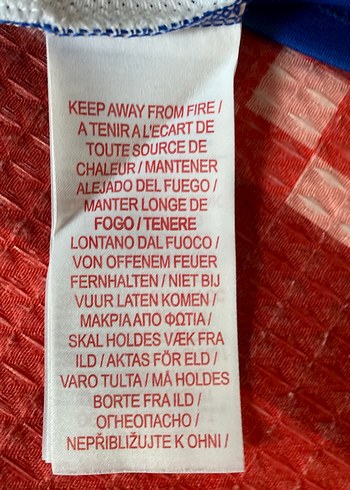 KEEP AWAY FROM FIRE /
A TENIR A L'ECART DE
TOUTE SOURCE DE
CHALEUR / MANTENER
ALEJADO DEL FUEGO /
MANTER LONGE DE
FOGO / TENERE
LONTANO DAL FUOCO /
VON OFFENEM FEUER
FERNHALTEN / NIET BIJ
VUUR LATEN KOMEN /
ΜΑΚΡΙΑ ΑΠΟ ΦΩΤΙΑ /
SKAL HOLDES VÆK FRA
ILD / AKTAS FÖR ELD /
VARO TULTA / MÅ HOLDES
BORTE FRA ILD /
ОГНЕОПАСНО /
NEPŘIBLIŽUJTE K OHNI /